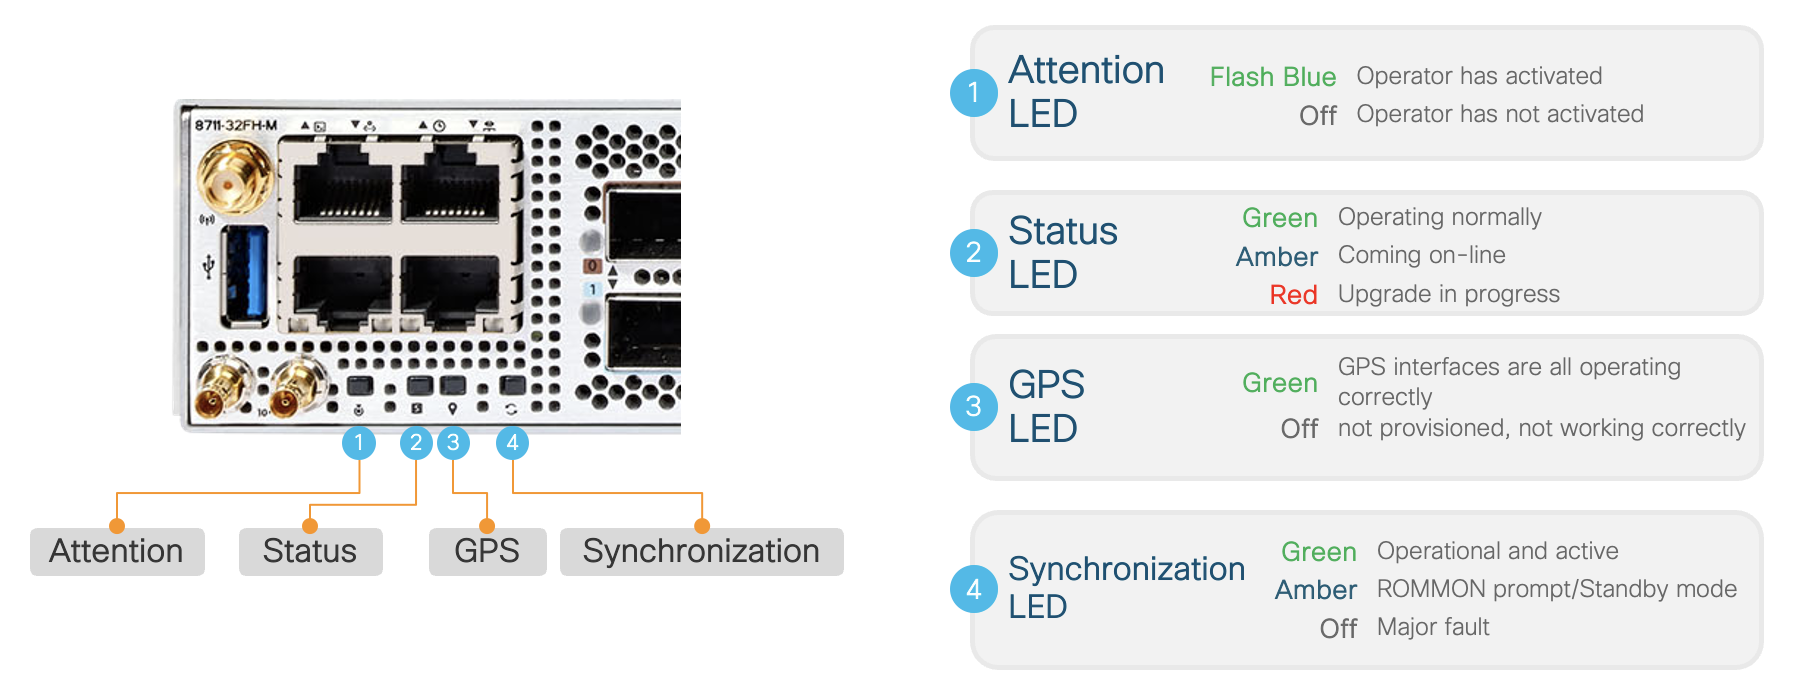 8711-32FH-M
0
1
10
1
2
3
4
Attention
Status
GPS
Synchronization
1
Attention
LED
Flash Blue Operator has activated
Off Operator has not activated
2
Status
LED
Green Operating normally
Amber Coming on-line
Red Upgrade in progress
3
GPS
LED
Green GPS interfaces are all operating
correctly
Off not provisioned, not working correctly
4
Synchronization
LED
Green Operational and active
Amber ROMMON prompt/Standby mode
Off Major fault